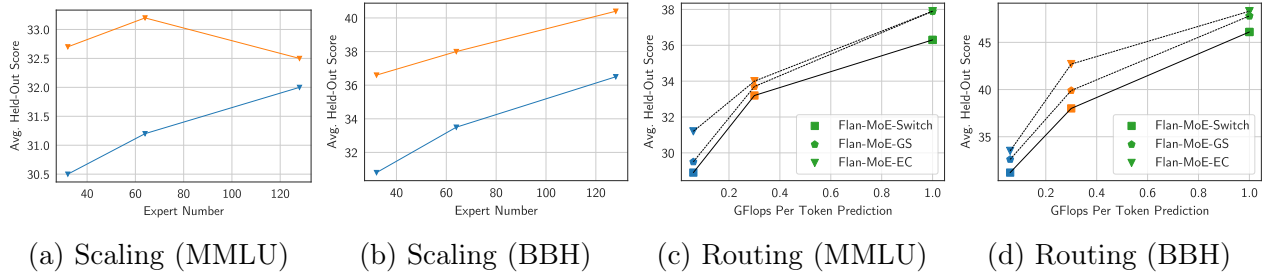 33.0
32.5
32.0
31.5
31.0
30.5
Avg. Held-Out Score
40 60 80 100 120
Expert Number
(a) Scaling (MMLU)
40
38
36
34
32
Avg. Held-Out Score
40 60 80 100 120
Expert Number
(b) Scaling (BBH)
38
36
34
32
30
Avg. Held-Out Score
Flan-MoE-Switch
Flan-MoE-GS
Flan-MoE-EC
0.2 0.4 0.6 0.8 1.0
GFlops Per Token Prediction
(c) Routing (MMLU)
45
40
35
Avg. Held-Out Score
Flan-MoE-Switch
Flan-MoE-GS
Flan-MoE-EC
0.2 0.4 0.6 0.8 1.0
GFlops Per Token Prediction
(d) Routing (BBH)